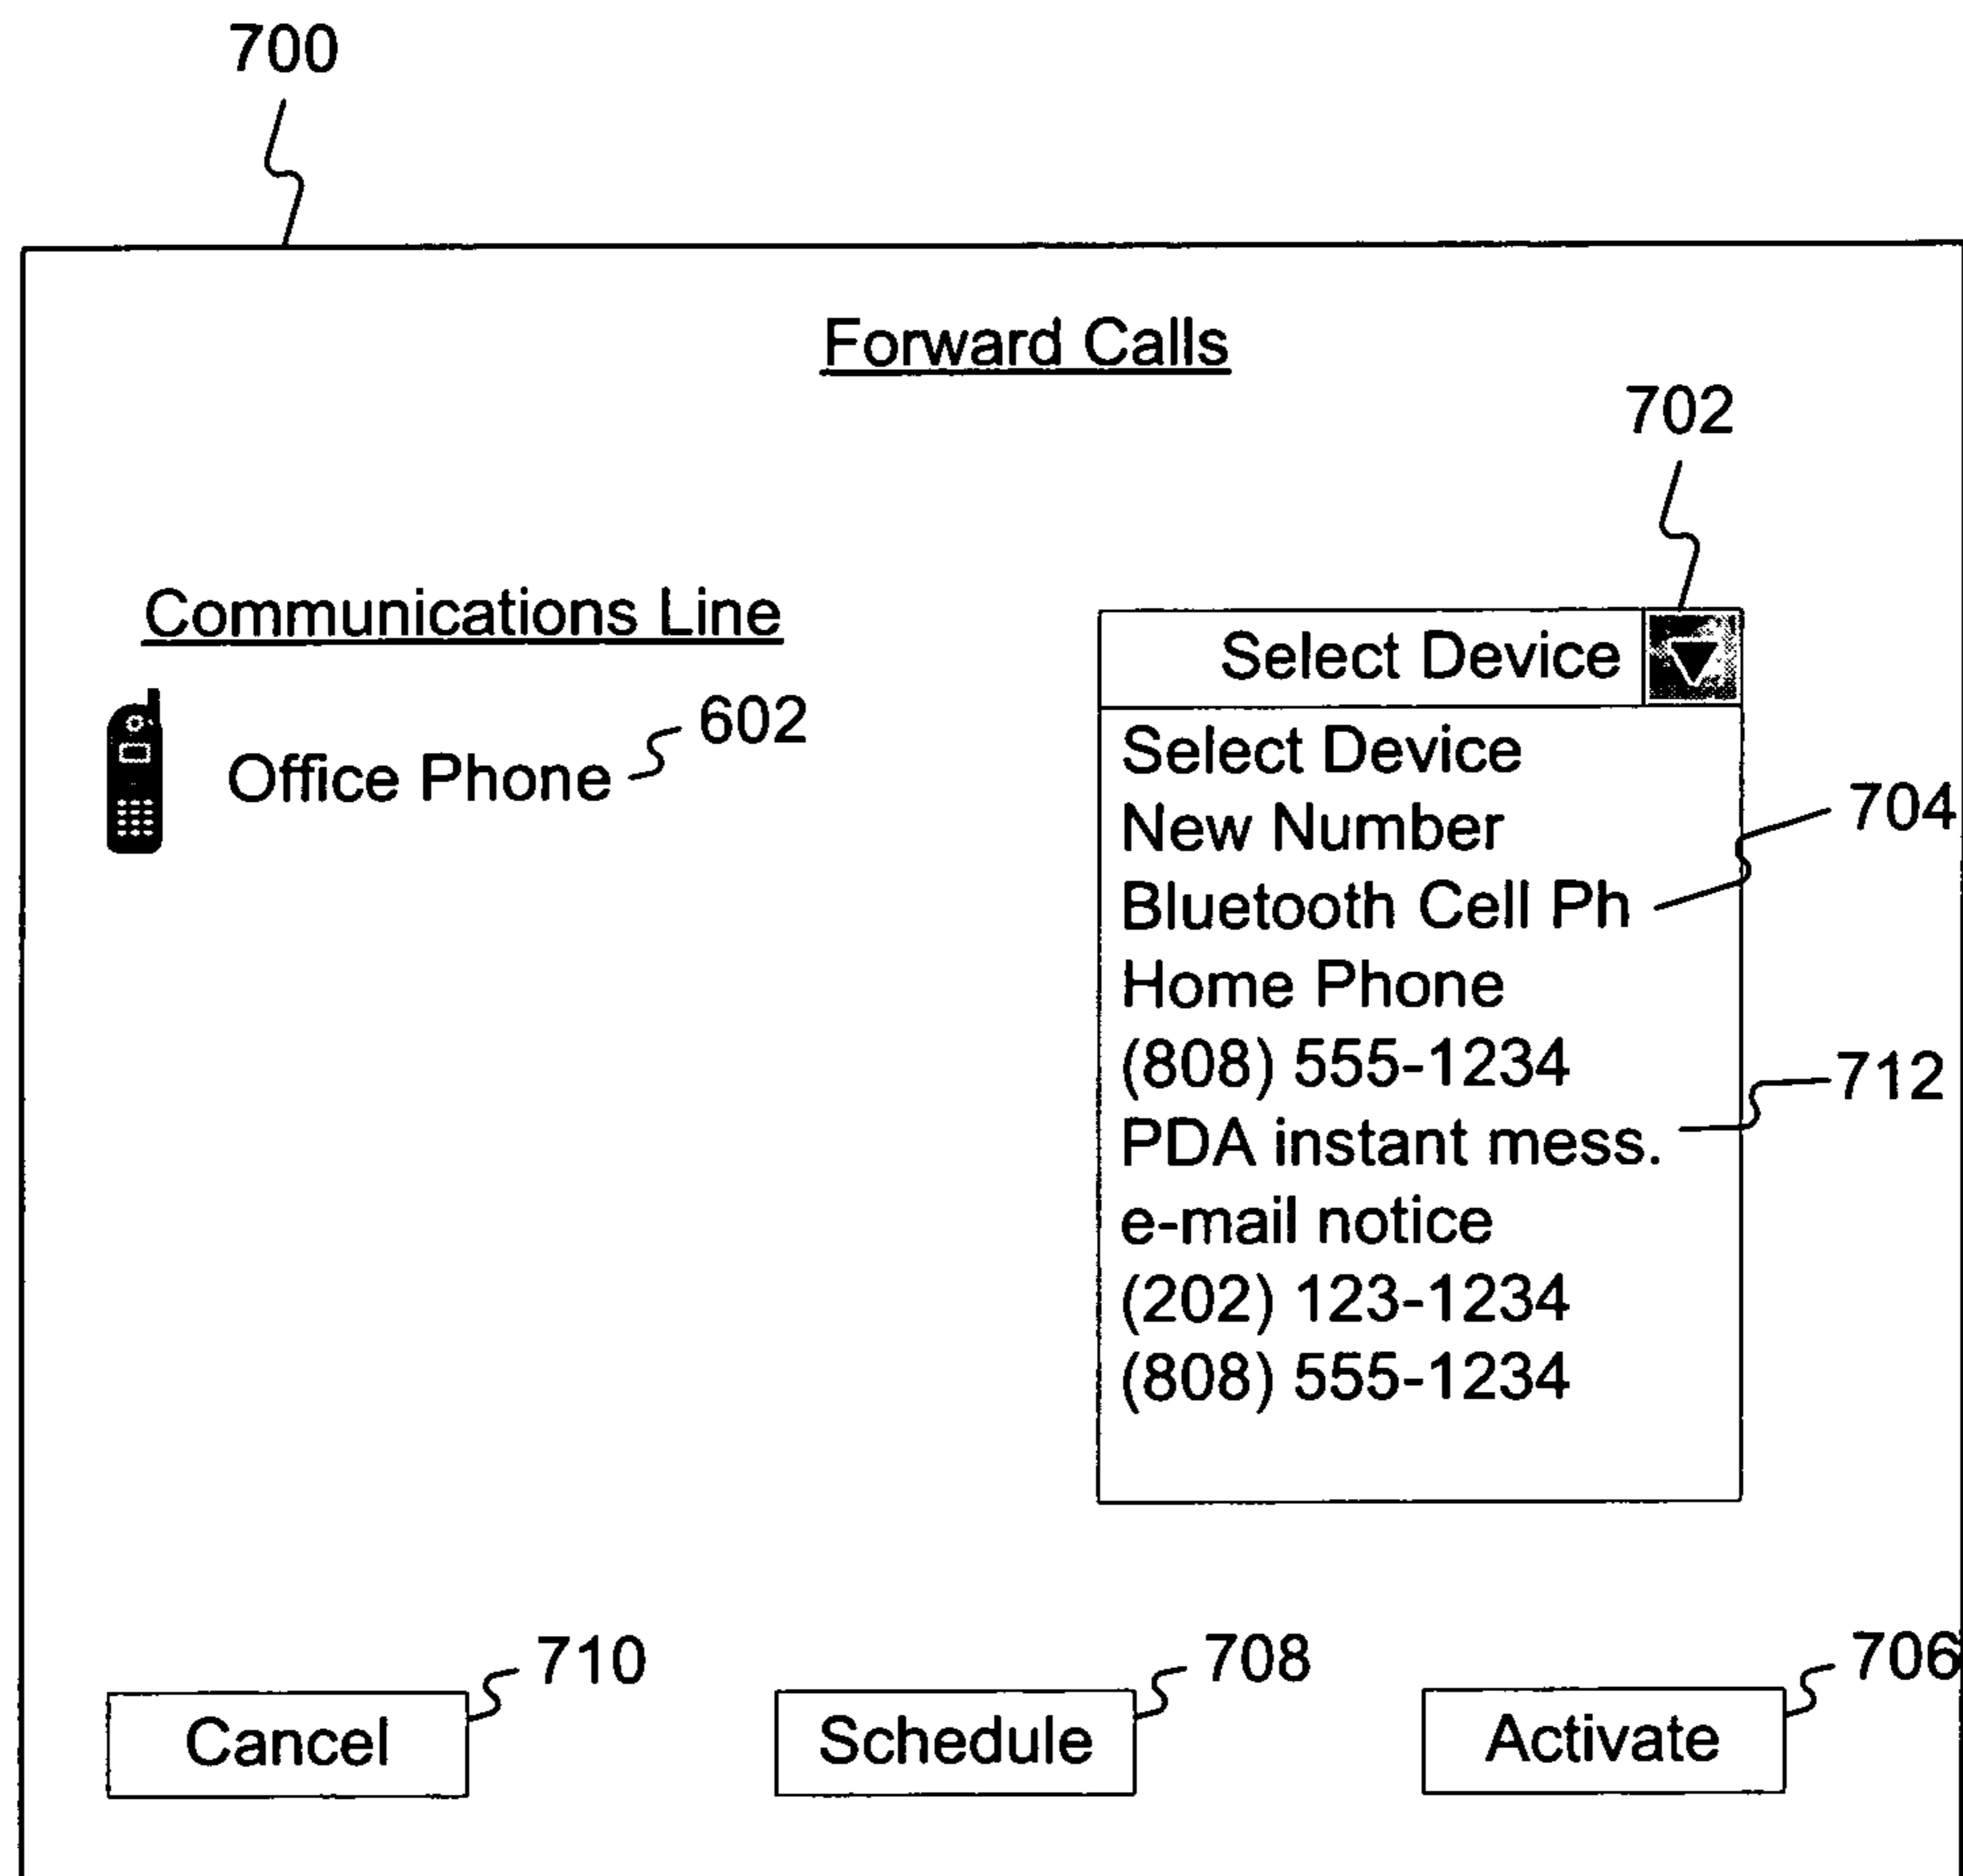 700
Forward Calls
702
Communications Line
Select Device
602
Office Phone
Select Device
New Number
704
Bluetooth Cell Ph
Home Phone
(808) 555-1234
712
PDA instant mess.
e-mail notice
(202) 123-1234
(808) 555-1234
710
708
706
Cancel
Schedule
Activate